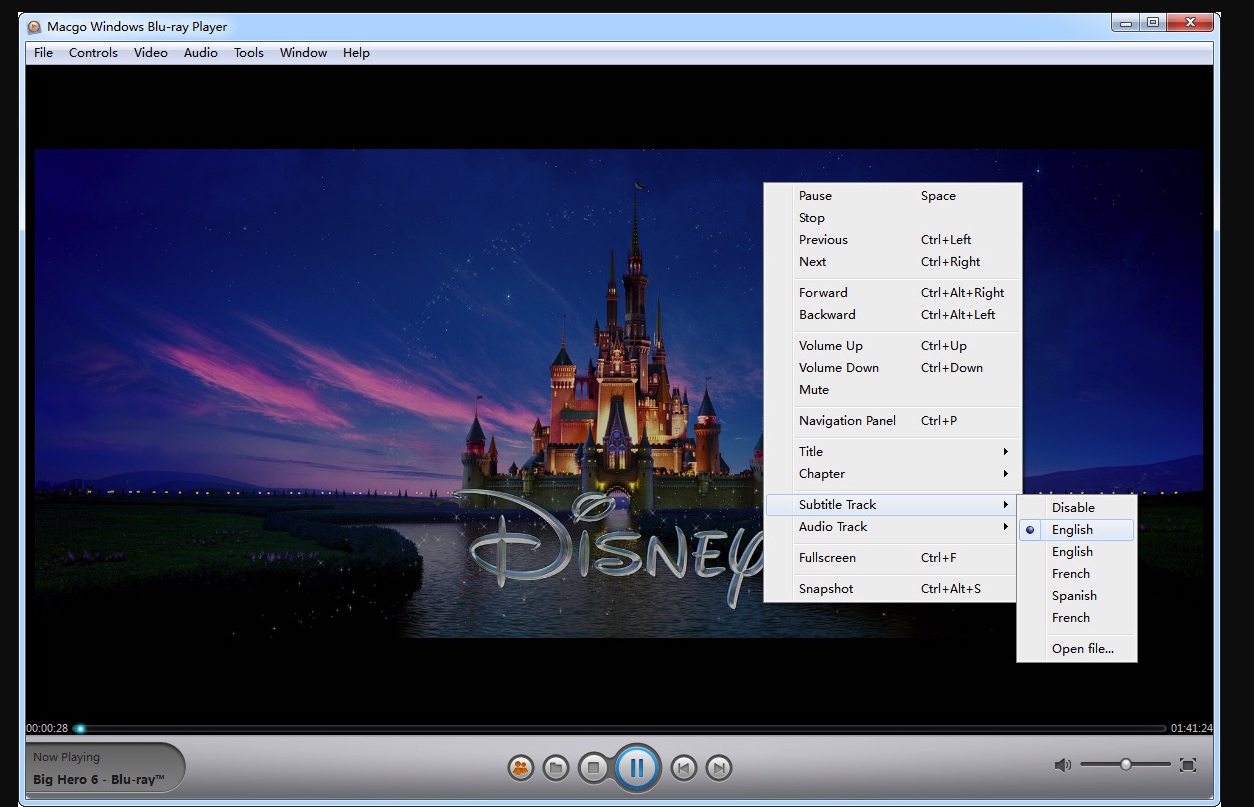 Macgo Windows Blu-ray Player
File Controls Video Audio Tools Window Help
Pause Space
Stop
Previous Ctrl+Left
Next Ctrl+Right
Forward Ctrl+Alt+Right
Backward Ctrl+Alt+Left
Volume Up Ctrl+Up
Volume Down Ctrl+Down
Mute
Navigation Panel Ctrl+P
Title
Chapter
Subtitle Track
Audio Track
Fullscreen Ctrl+F
Snapshot Ctrl+Alt+S
Disable
English
English
French
Spanish
French
Open file...
DISNEY
00:00:28 01:41:24
Now Playing
Big Hero 6 - Blu-ray™